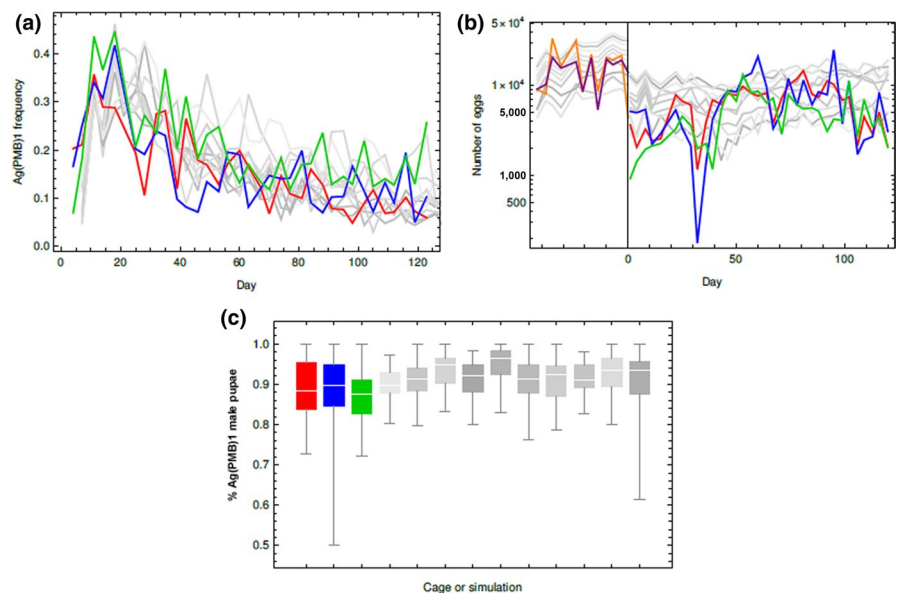 (a)
Ag(PMB)1 frequency
0.4
0.3
0.2
0.1
0.0
0 20 40 60 80 100 120
Day
(b)
Number of eggs
5×10⁴
1×10⁴
5,000
1,000
500
0 50 100
Day
(c)
% Ag(PMB)1 male pupae
1.0
0.9
0.8
0.7
0.6
0.5
Cage or simulation